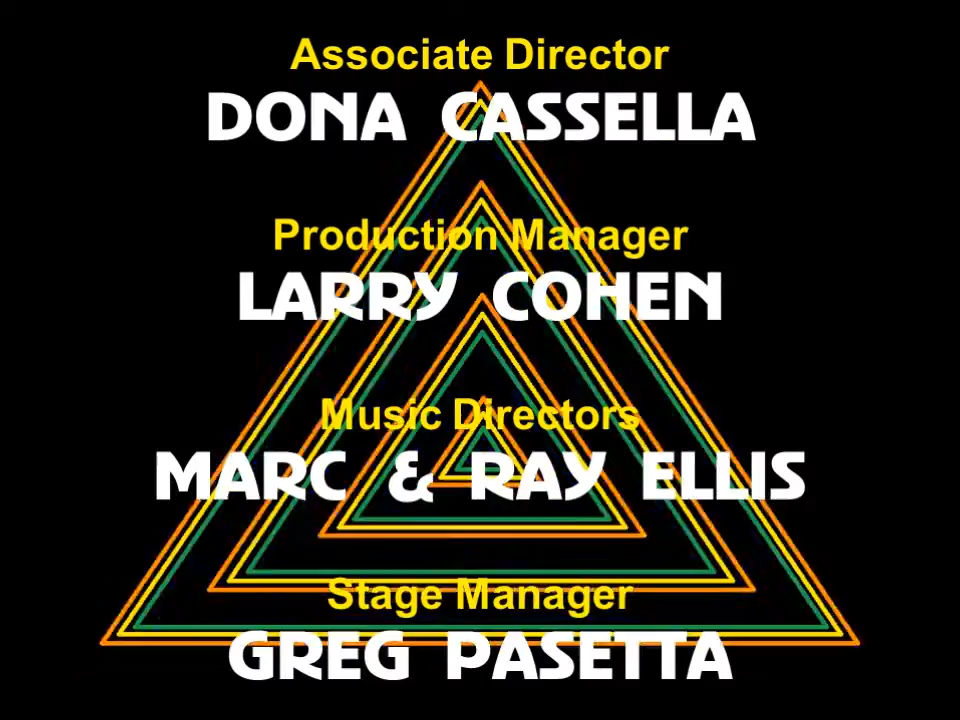 Associate Director
DONA CASSELLA
Production Manager
LARRY COHEN
Music Directors
MARC & RAY ELLIS
Stage Manager
GREG PASETTA